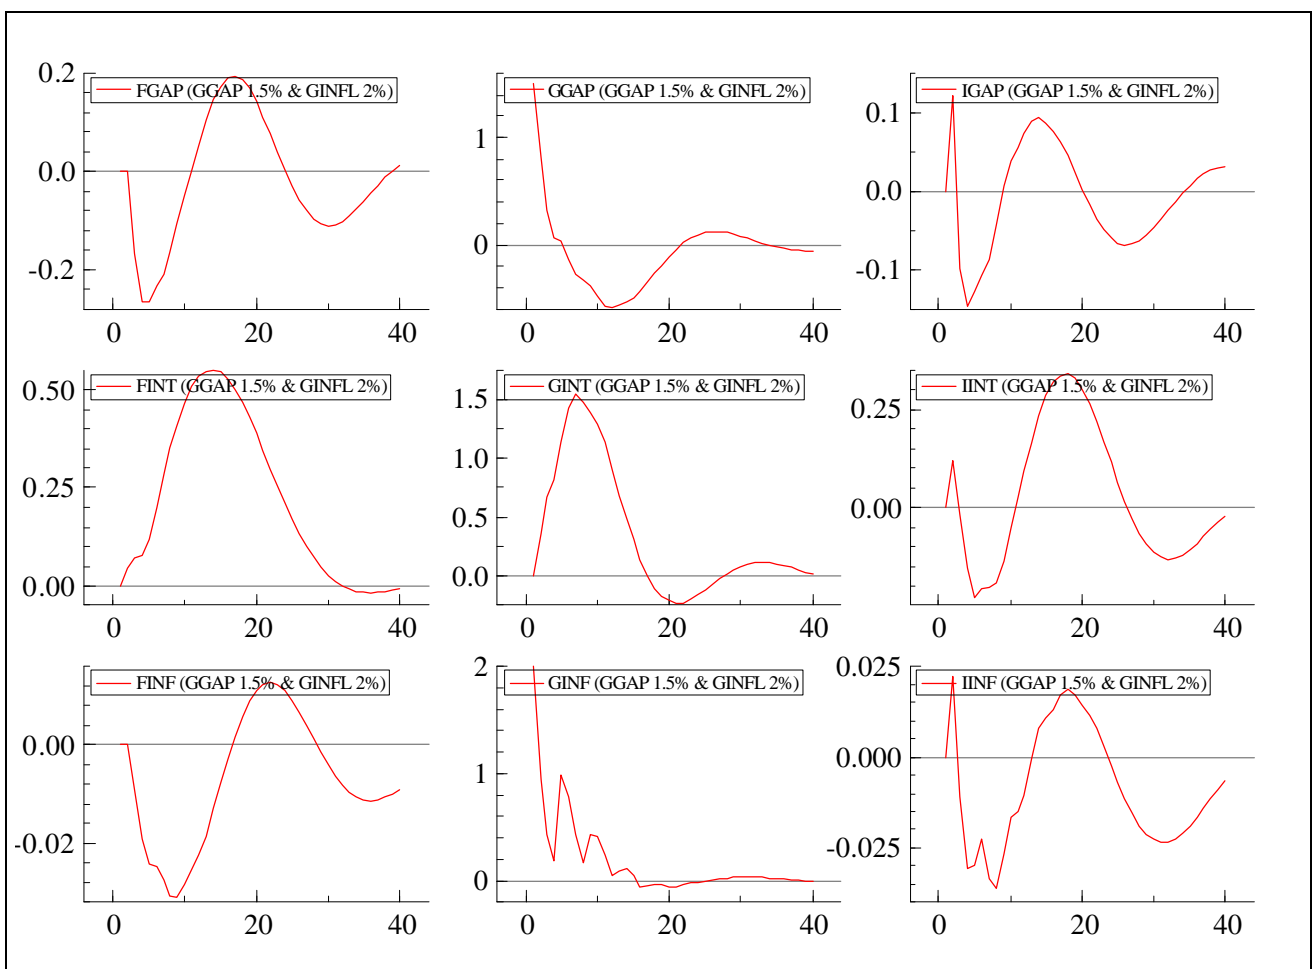 0.2 FGAP (GGAP 1.5% & GINFL 2%) GGAP (GGAP 1.5% & GINFL 2%) IGAP (GGAP 1.5% & GINFL 2%)
1 0.1
0.0 0.0
0
-0.2 -0.1
0 20 40 0 20 40 0 20 40
FINT (GGAP 1.5% & GINFL 2%) GINT (GGAP 1.5% & GINFL 2%) IINT (GGAP 1.5% & GINFL 2%)
0.50 1.5 0.25
1.0
0.25 0.5 0.00
0.00 0.0
0 20 40 0 20 40 0 20 40
FINF (GGAP 1.5% & GINFL 2%) 2 GINF (GGAP 1.5% & GINFL 2%) 0.025 IINF (GGAP 1.5% & GINFL 2%)
0.00 1 0.000
-0.02 -0.025
0
0 20 40 0 20 40 0 20 40